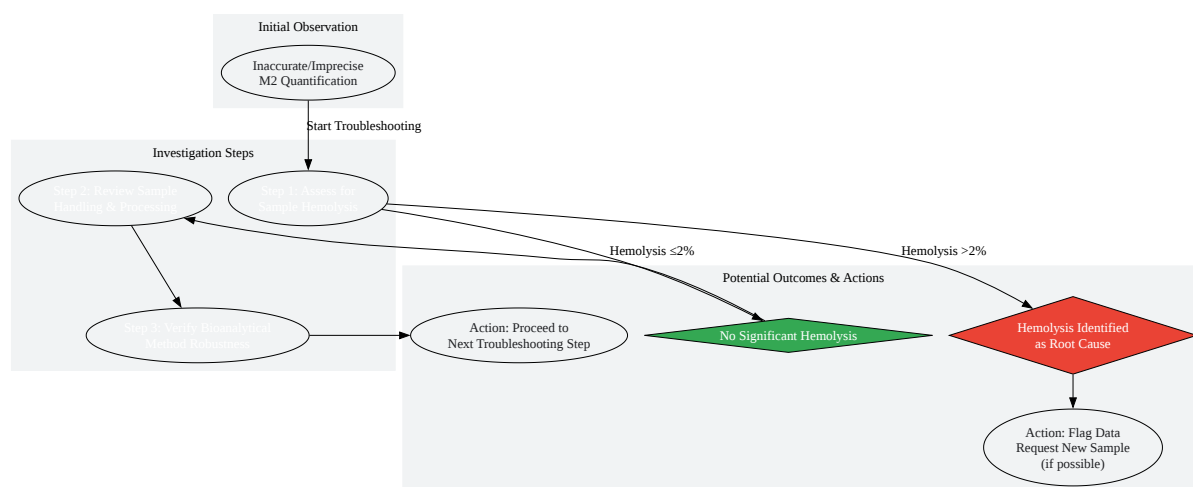 Initial Observation
Inaccurate/Imprecise
M2 Quantification
Start Troubleshooting
Investigation Steps
Step 2: Review Sample
Handling & Processing
Step 1: Assess for
Sample Hemolysis
Hemolysis ≤2%
Hemolysis >2%
Potential Outcomes & Actions
Step 3: Verify Bioanalytical
Method Robustness
Action: Proceed to
Next Troubleshooting Step
No Significant Hemolysis
Hemolysis Identified
as Root Cause
Action: Flag Data
Request New Sample
(if possible)